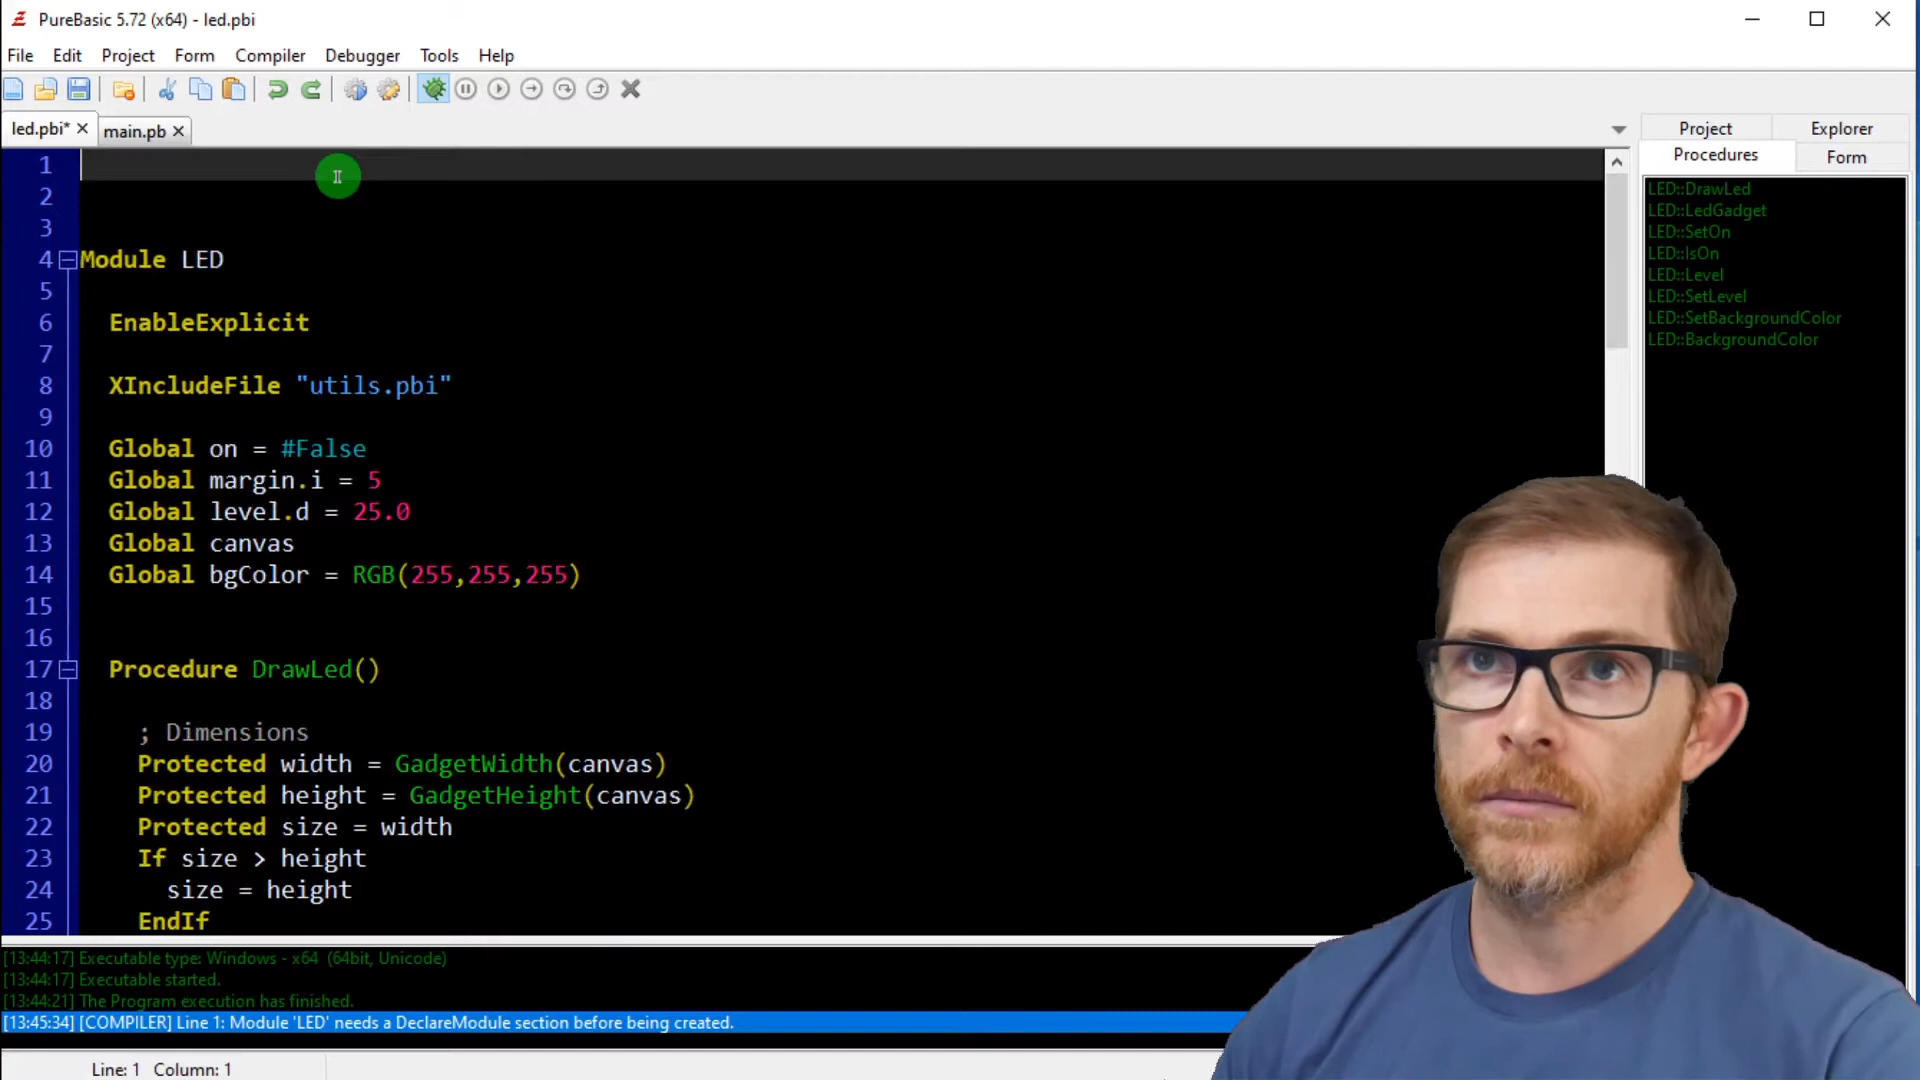 PureBasic 5.72 (x64) - led.pbi
File Edit Project Form Compiler Debugger Tools Help
led.pbi* main.pb
Project Explorer
Procedures Form
1
2
3
4 Module LED
5
6 EnableExplicit
7
8 XIncludeFile "utils.pbi"
9
10 Global on = #False
11 Global margin.i = 5
12 Global level.d = 25.0
13 Global canvas
14 Global bgColor = RGB(255,255,255)
15
16
17 Procedure DrawLed()
18
19 ; Dimensions
20 Protected width = GadgetWidth(canvas)
21 Protected height = GadgetHeight(canvas)
22 Protected size = width
23 If size > height
24 size = height
25 EndIf
LED::DrawLed
LED::LedGadget
LED::SetOn
LED::IsOn
LED::Level
LED::SetLevel
LED::SetBackgroundColor
LED::BackgroundColor
[13:44:17] Executable type: Windows - x64 (64bit, Unicode)
[13:44:17] Executable started.
[13:44:21] The Program execution has finished.
[13:45:34] [COMPILER] Line 1: Module 'LED' needs a DeclareModule section before being created.
Line: 1 Column: 1